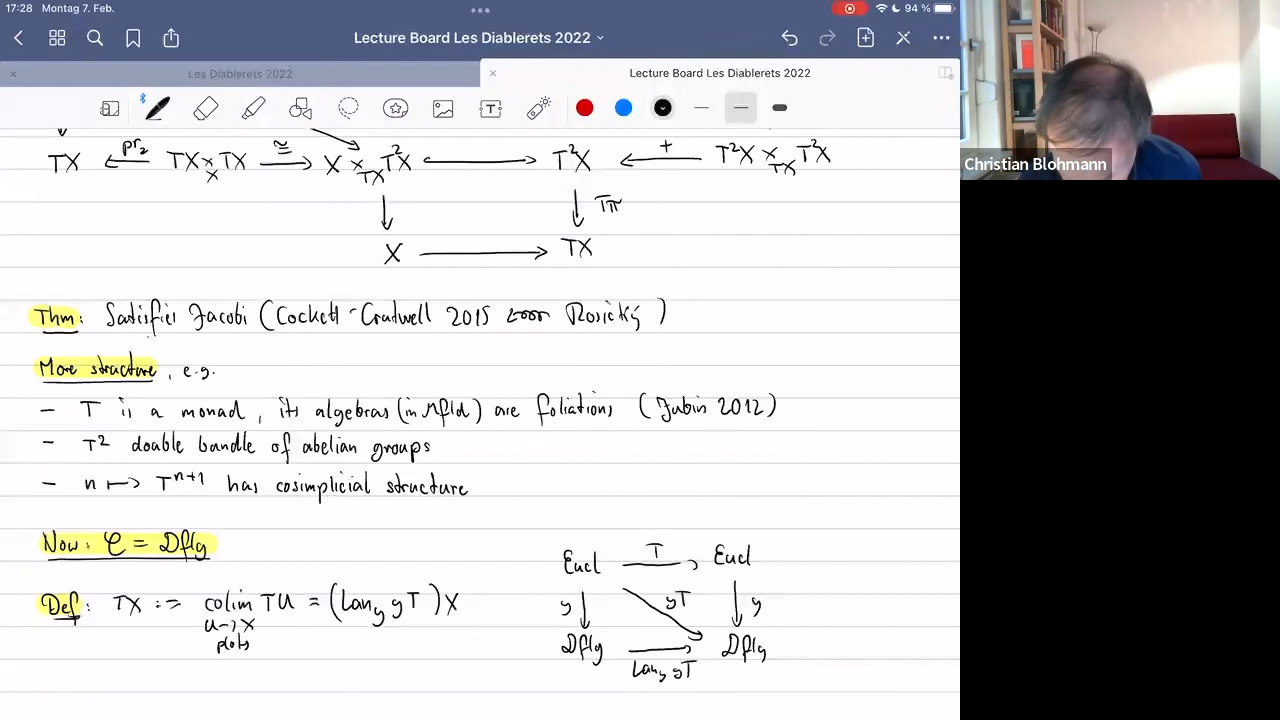 17:28 Montag 7. Feb.
94 %
Lecture Board Les Diablerets 2022
Les Diablerets 2022
Lecture Board Les Diablerets 2022
Christian Blohmann
TX ← pr₂ TX ×_X TX ≅ → X ×_TX T²X → T²X ← + T²X ×_TX T²X
Tπ
X → TX
Thm: Satisfies Jacobi (Cockett-Crutwell 2015 Rosický)
More structure, e.g.
- T is a monad, its algebras (in Mfld) are foliations (Jubin 2012)
- T² double bundle of abelian groups
- n ↦ Tⁿ⁺¹ has cosimplicial structure
Now: C = Dflg
Eucl T → Eucl
Def: TX := colim TU = (Lan_y yT) X
y yT y
U → X
plots
Dflg → Dflg
Lan_y yT